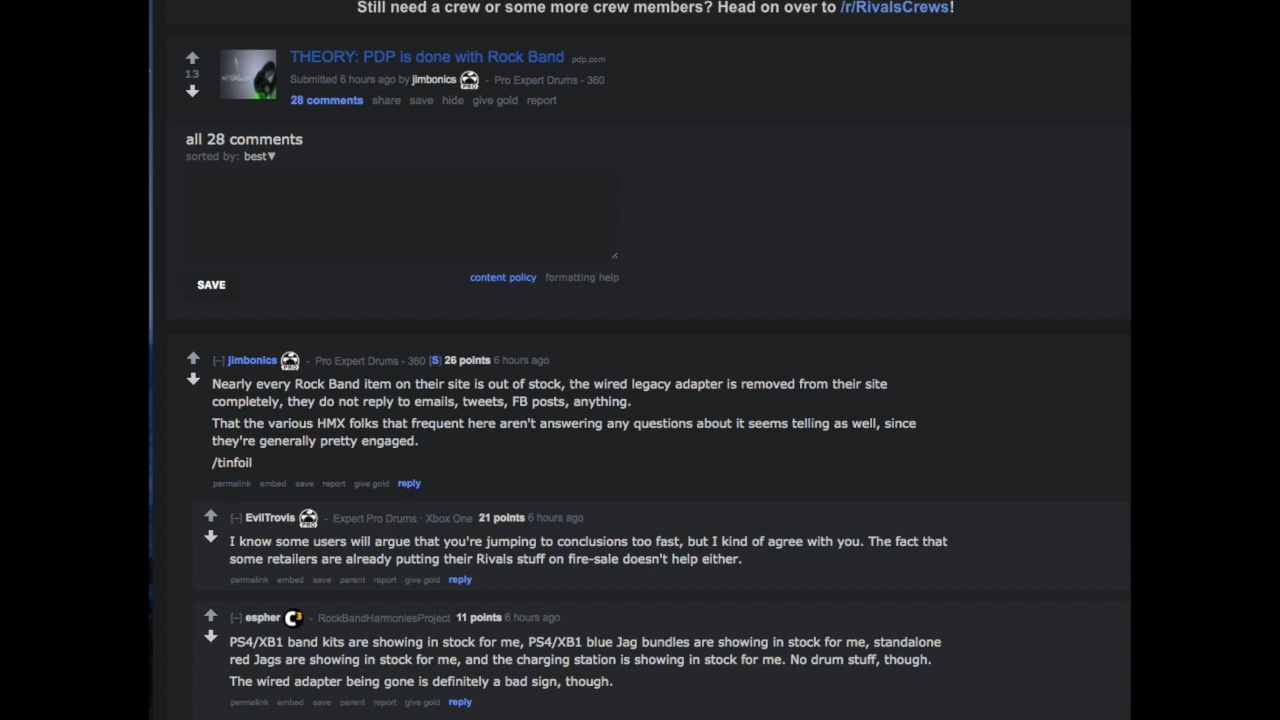 Still need a crew or some more crew members? Head on over to /r/RivalsCrews!
THEORY: PDP is done with Rock Band pdp.com
13
Submitted 6 hours ago by jimbonics PRO - Pro Expert Drums - 360
28 comments share save hide give gold report
all 28 comments
sorted by: best▼
content policy formatting help
SAVE
[–] jimbonics PRO - Pro Expert Drums - 360 [S] 26 points 6 hours ago
Nearly every Rock Band item on their site is out of stock, the wired legacy adapter is removed from their site
completely, they do not reply to emails, tweets, FB posts, anything.
That the various HMX folks that frequent here aren't answering any questions about it seems telling as well, since
they're generally pretty engaged.
/tinfoil
permalink embed save report give gold reply
[–] EvilTrovis PRO - Expert Pro Drums · Xbox One 21 points 6 hours ago
I know some users will argue that you're jumping to conclusions too fast, but I kind of agree with you. The fact that
some retailers are already putting their Rivals stuff on fire-sale doesn't help either.
permalink embed save parent report give gold reply
[–] espher C3 - RockBandHarmoniesProject 11 points 6 hours ago
PS4/XB1 band kits are showing in stock for me, PS4/XB1 blue Jag bundles are showing in stock for me, standalone
red Jags are showing in stock for me, and the charging station is showing in stock for me. No drum stuff, though.
The wired adapter being gone is definitely a bad sign, though.
permalink embed save parent report give gold reply